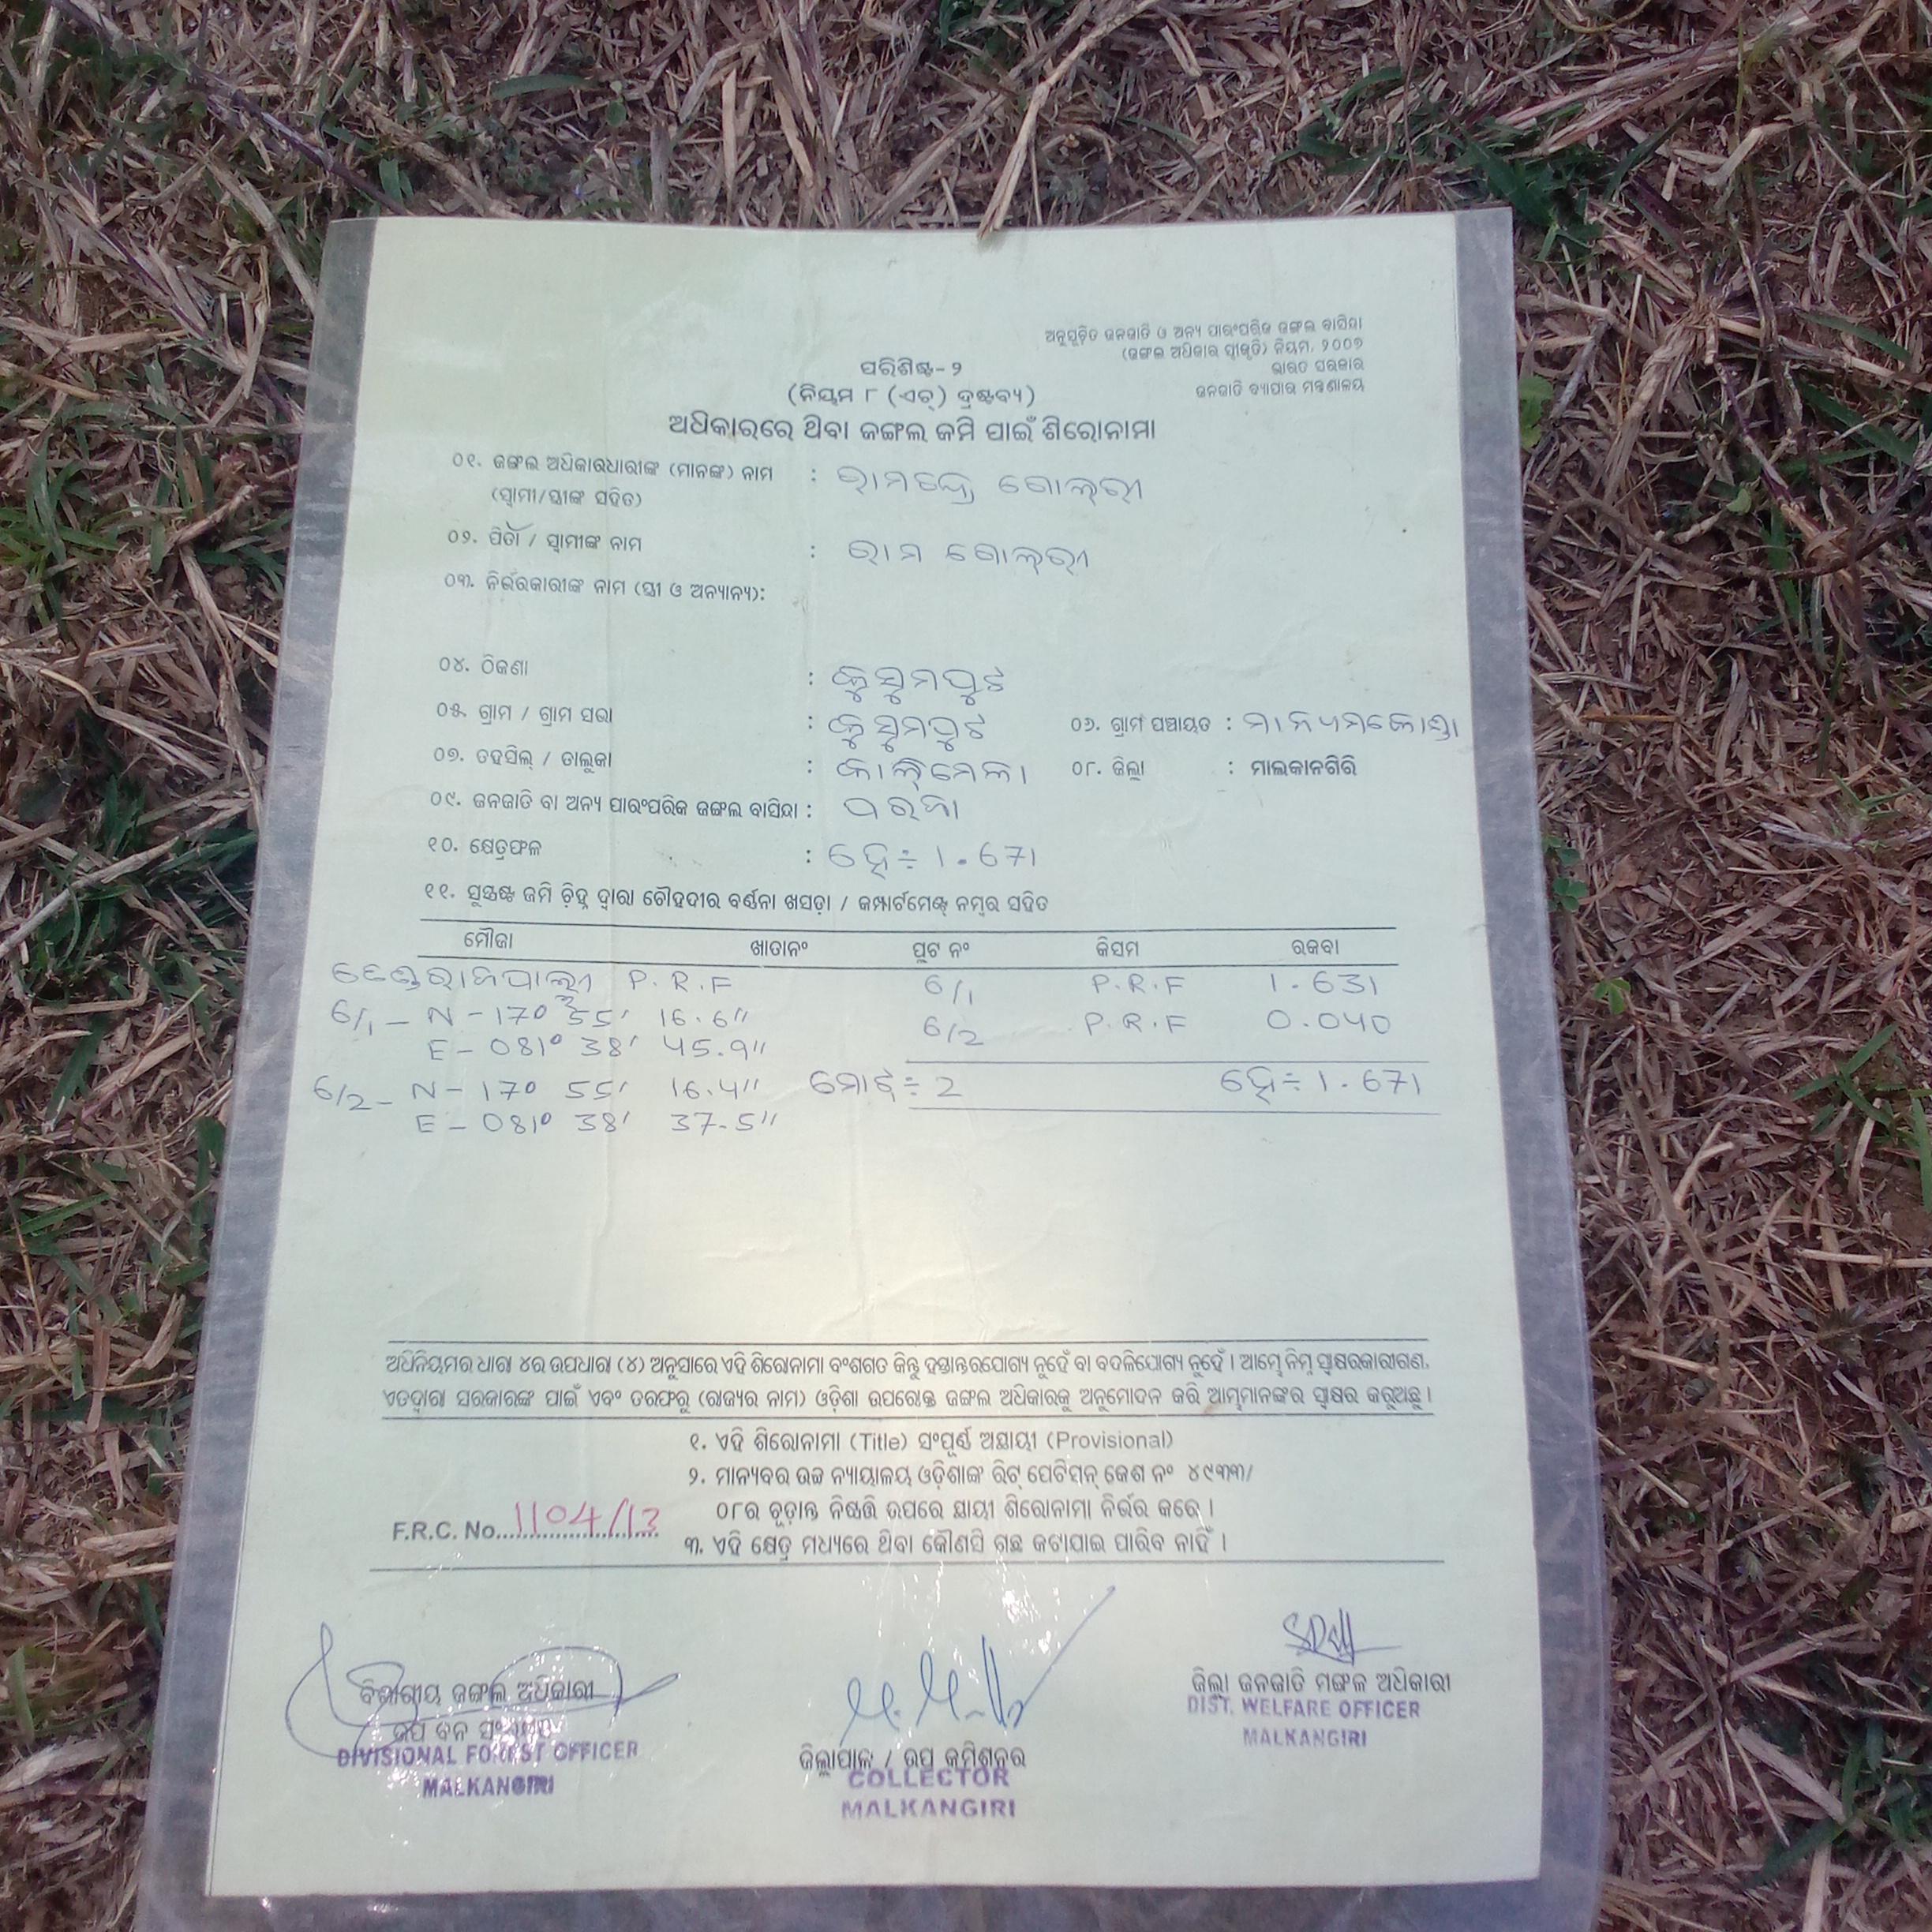 ଅନୁସୂଚିତ ଜନଜାତି ଓ ଅନ୍ୟ ପାରଂପରିକ ଜଙ୍ଗଲ ବାସିନ୍ଦା
(ଜଙ୍ଗଲ ଅଧିକାର ସ୍ୱୀକୃତି) ନିୟମ, ୨୦୦୭
ଭାରତ ସରକାର
ଜନଜାତି ବ୍ୟାପାର ମନ୍ତ୍ରଣାଳୟ
ପରିଶିଷ୍ଟ-୨
(ନିୟମ ୮ (ଏଚ୍) ଦ୍ରଷ୍ଟବ୍ୟ)
ଅଧିକାରରେ ଥିବା ଜଙ୍ଗଲ ଜମି ପାଇଁ ଶିରୋନାମା
୦୧. ଜଙ୍ଗଲ ଅଧିକାରଧାରୀଙ୍କ (ମାନଙ୍କ) ନାମ :
(ସ୍ୱାମୀ/ସ୍ତ୍ରୀଙ୍କ ସହିତ)
୦୨. ପିତା / ସ୍ୱାମୀଙ୍କ ନାମ : ରାମ
୦୩. ନିର୍ଭରକାରୀଙ୍କ ନାମ (ସ୍ତ୍ରୀ ଓ ଅନ୍ୟାନ୍ୟ):
୦୪. ଠିକଣା : କୁସୁମପୁଟ
୦୫. ଗ୍ରାମ / ଗ୍ରାମ ସଭା : କୁସୁମପୁଟ ୦୬. ଗ୍ରାମ ପଞ୍ଚାୟତ : ମାନ୍ୟମକୋଣ୍ଡା
୦୭. ତହସିଲ୍ / ତାଲୁକା : କାଲିମେଳା ୦୮. ଜିଲ୍ଲା : ମାଲକାନଗିରି
୦୯. ଜନଜାତି ବା ଅନ୍ୟ ପାରଂପରିକ ଜଙ୍ଗଲ ବାସିନ୍ଦା : ପରଜା
୧୦. କ୍ଷେତ୍ରଫଳ : ହେ÷ 1.671
୧୧. ସୁସ୍ପଷ୍ଟ ଜମି ଚିହ୍ନ ଦ୍ୱାରା ଚୌହଦୀର ବର୍ଣ୍ଣନା ଖସଡ଼ା / କମ୍ପାର୍ଟମେଣ୍ଟ ନମ୍ବର ସହିତ
ମୌଜା ଖାତାନଂ ପ୍ଲଟ ନଂ କିସମ ରକବା
P.R.F 6/1 P.R.F 1.631
6/1 - N - 17° 55' 16.6" 6/2 P.R.F 0.040
E - 081° 38' 45.9"
6/2 - N - 17° 55' 16.4" ମୋଟ÷ 2 ହେ÷ 1.671
E - 081° 38' 37.5"
ଅଧିନିୟମର ଧାରା ୪ର ଉପଧାରା (୪) ଅନୁସାରେ ଏହି ଶିରୋନାମା ବଂଶଗତ କିନ୍ତୁ ହସ୍ତାନ୍ତରଯୋଗ୍ୟ ନୁହେଁ ବା ବଦଳିଯୋଗ୍ୟ ନୁହେଁ । ଆମ୍ଭେ ନିମ୍ନ ସ୍ୱାକ୍ଷରକାରୀଗଣ,
ଏତଦ୍ୱାରା ସରକାରଙ୍କ ପାଇଁ ଏବଂ ତରଫରୁ (ରାଜ୍ୟର ନାମ) ଓଡ଼ିଶା ଉପରୋକ୍ତ ଜଙ୍ଗଲ ଅଧିକାରକୁ ଅନୁମୋଦନ କରି ଆମ୍ଭମାନଙ୍କର ସ୍ୱାକ୍ଷର କରୁଅଛୁ ।
୧. ଏହି ଶିରୋନାମା (Title) ସଂପୂର୍ଣ୍ଣ ଅସ୍ଥାୟୀ (Provisional)
୨. ମାନ୍ୟବର ଉଚ୍ଚ ନ୍ୟାୟାଳୟ ଓଡ଼ିଶାଙ୍କ ରିଟ୍ ପେଟିସନ୍ କେଶ ନଂ ୪୯୩୩/
୦୮ର ଚୂଡ଼ାନ୍ତ ନିଷ୍ପତ୍ତି ଉପରେ ସ୍ଥାୟୀ ଶିରୋନାମା ନିର୍ଭର କରେ ।
F.R.C. No. 1104/13
୩. ଏହି କ୍ଷେତ୍ର ମଧ୍ୟରେ ଥିବା କୌଣସି ଗଛ କଟାଯାଇ ପାରିବ ନାହିଁ ।
ବିଭାଗୀୟ ଜଙ୍ଗଲ ଅଧିକାରୀ
ଉପ ବନ
DIVISIONAL FOREST OFFICER
MALKANGIRI
ଜିଲ୍ଲାପାଳ / ଉପ କମିଶନର
COLLECTOR
MALKANGIRI
ଜିଲ୍ଲା ଜନଜାତି ମଙ୍ଗଳ ଅଧିକାରୀ
DIST. WELFARE OFFICER
MALKANGIRI